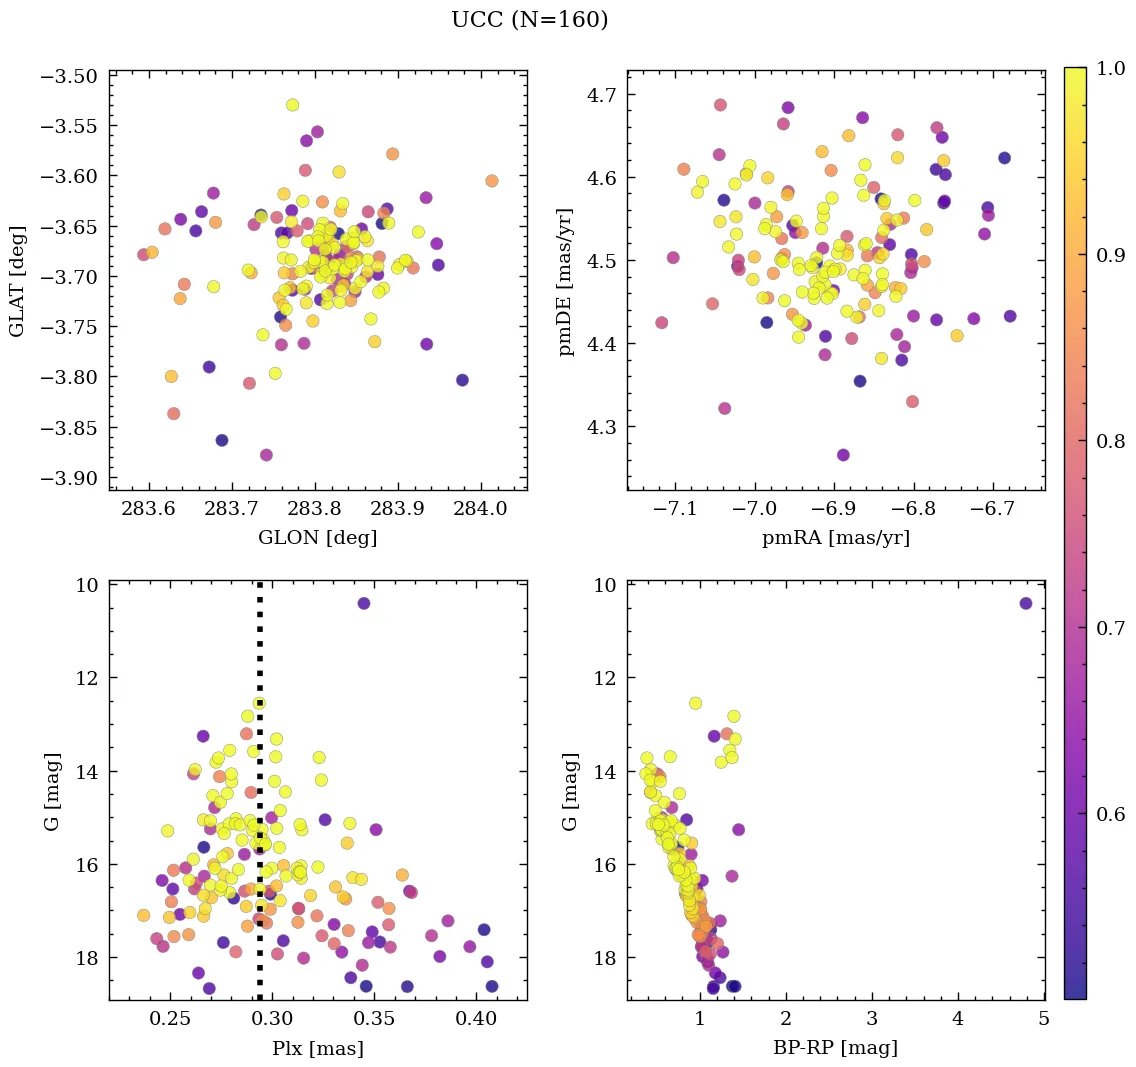 UCC (N=160)
−3.50
−3.55
−3.60
−3.65
−3.70
−3.75
−3.80
−3.85
−3.90
GLAT [deg]
283.6 283.7 283.8 283.9 284.0
GLON [deg]
4.7
4.6
4.5
4.4
4.3
pmDE [mas/yr]
−7.1 −7.0 −6.9 −6.8 −6.7
pmRA [mas/yr]
10
12
14
16
18
G [mag]
0.25 0.30 0.35 0.40
Plx [mas]
10
12
14
16
18
G [mag]
1 2 3 4 5
BP-RP [mag]
1.0
0.9
0.8
0.7
0.6